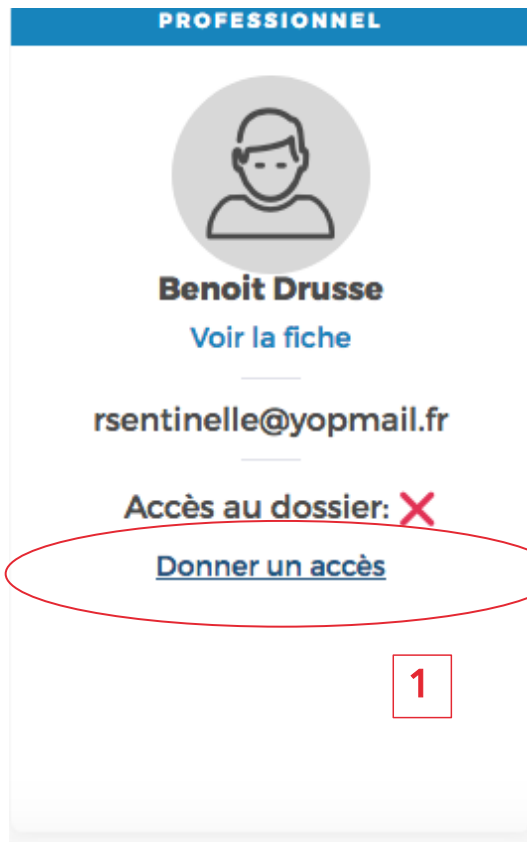 PROFESSIONNEL
Benoit Drusse
Voir la fiche
rsentinelle@yopmail.fr
Accès au dossier:
Donner un accès
1